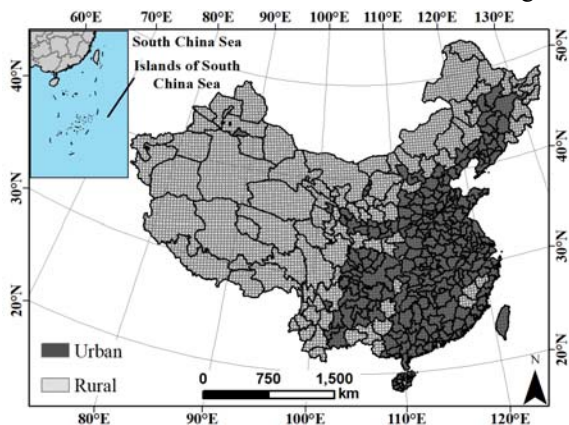 60°E 70°E 80°E 90°E 100°E 110°E 120°E 130°E
South China Sea
Islands of South
China Sea
40°N
30°N
20°N
50°N
40°N
30°N
20°N
Urban
Rural
N
0 750 1,500
km
80°E 90°E 100°E 110°E 120°E